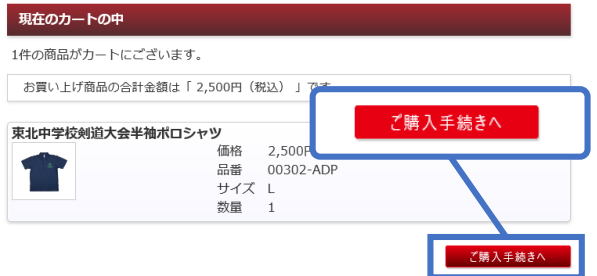 現在のカートの中
1件の商品がカートにございます。
お買い上げ商品の合計金額は「 2,500円（税込） 」です
ご購入手続きへ
東北中学校剣道大会半袖ポロシャツ
価格 2,500円
品番 00302-ADP
サイズ L
数量 1
ご購入手続きへ